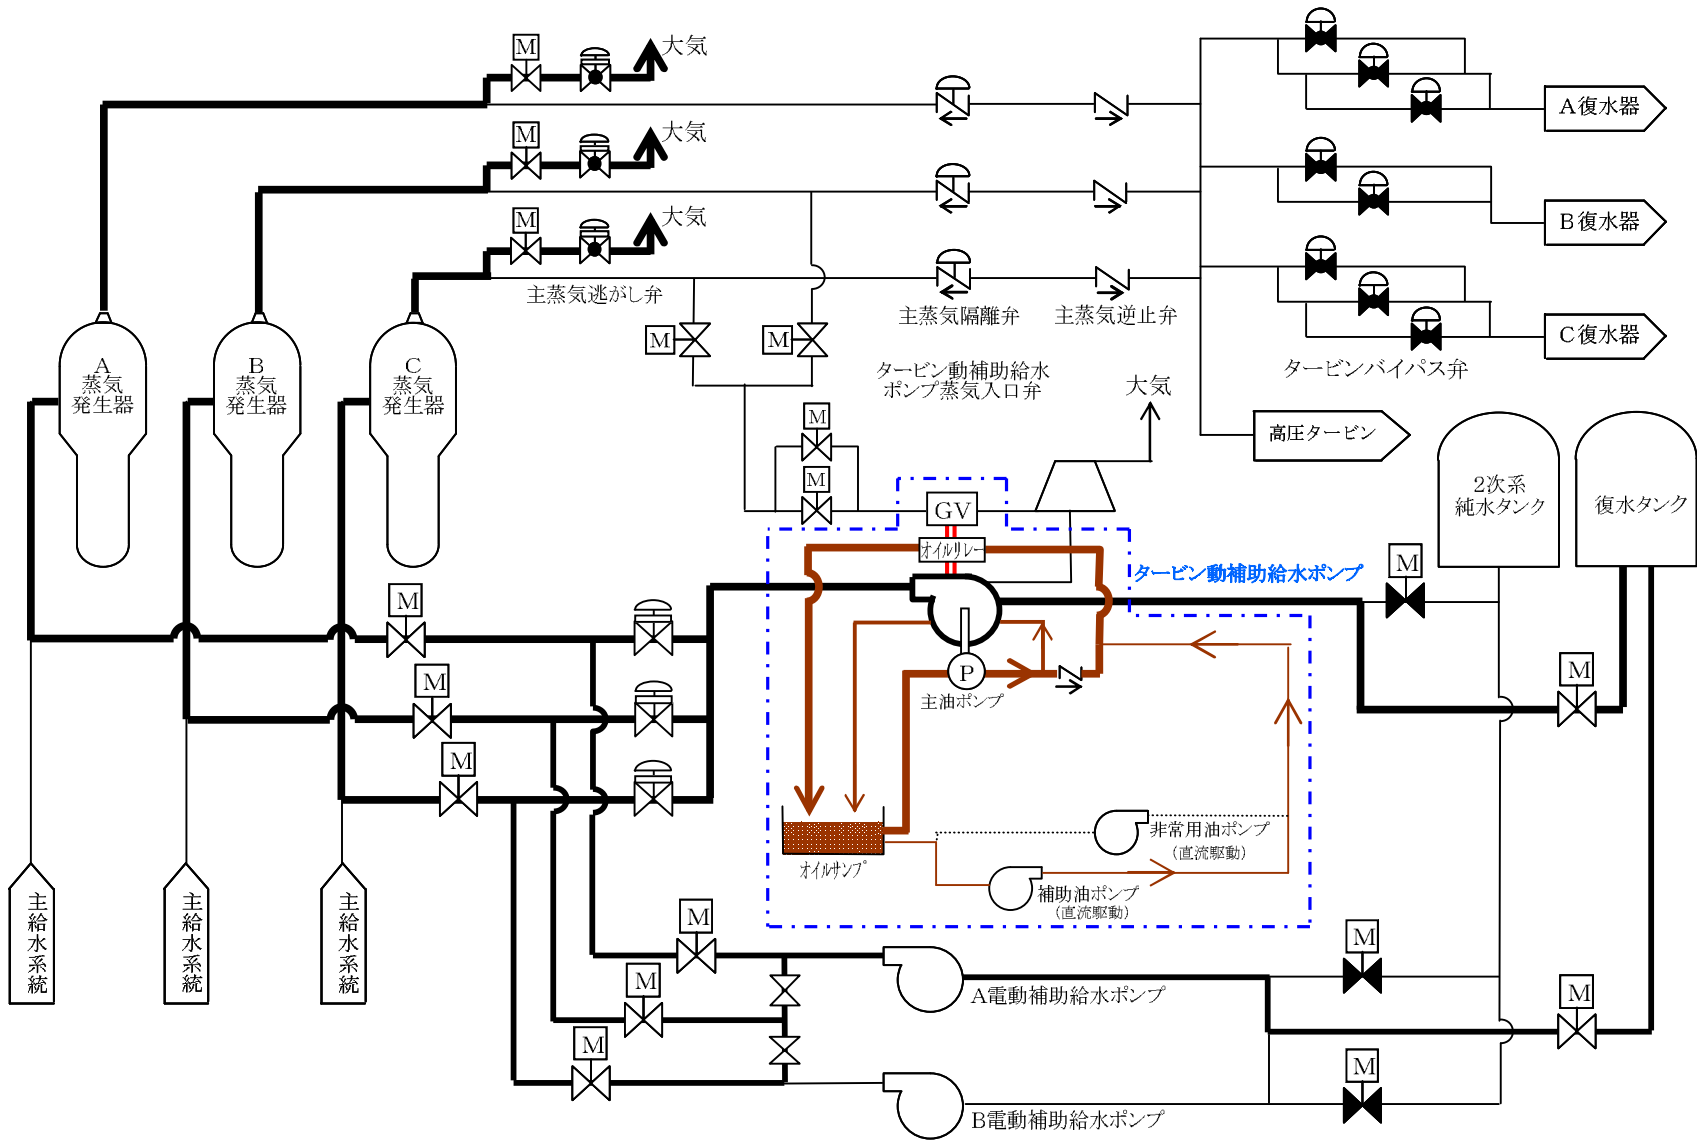 M
大気
M
大気
M
大気
主蒸気逃がし弁
主蒸気隔離弁
主蒸気逆止弁
タービンバイパス弁
A復水器
B復水器
C復水器
高圧タービン
A
蒸気
発生器
B
蒸気
発生器
C
蒸気
発生器
M
M
タービン動補助給水
ポンプ蒸気入口弁
M
M
大気
GV
オイルリレー
2次系
純水タンク
復水タンク
タービン動補助給水ポンプ
M
M
M
M
M
P
主油ポンプ
オイルサンプ
非常用油ポンプ
(直流駆動)
補助油ポンプ
(直流駆動)
主給水系統
主給水系統
主給水系統
M
M
M
A電動補助給水ポンプ
B電動補助給水ポンプ
M
M
M